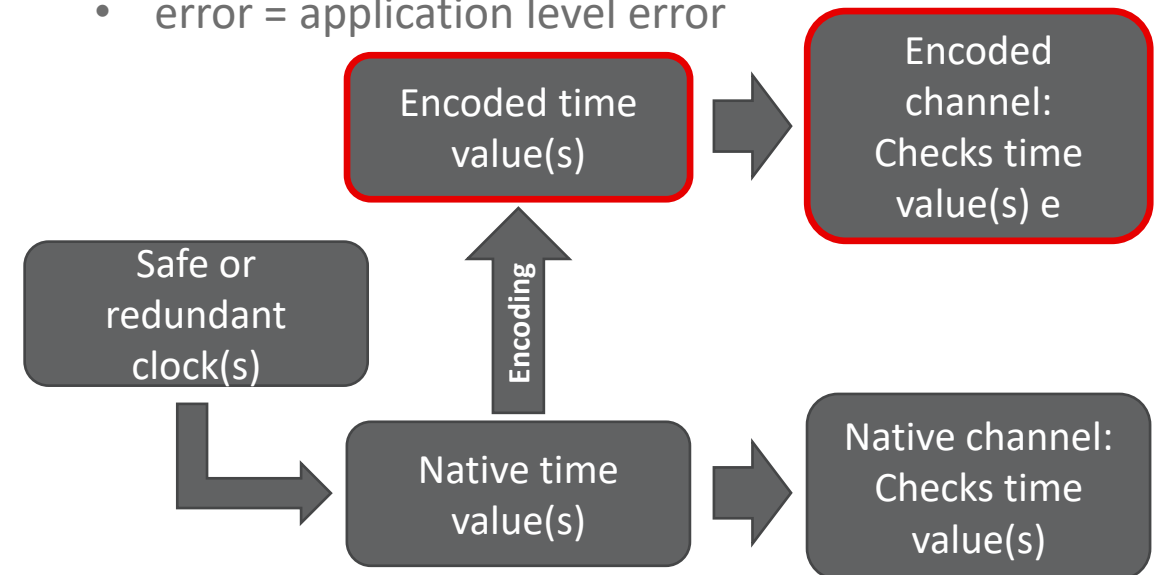 • error = application level error
Encoded time
value(s)
Encoded
channel:
Checks time
value(s) e
Safe or
redundant
clock(s)
Encoding
Native time
value(s)
Native channel:
Checks time
value(s)